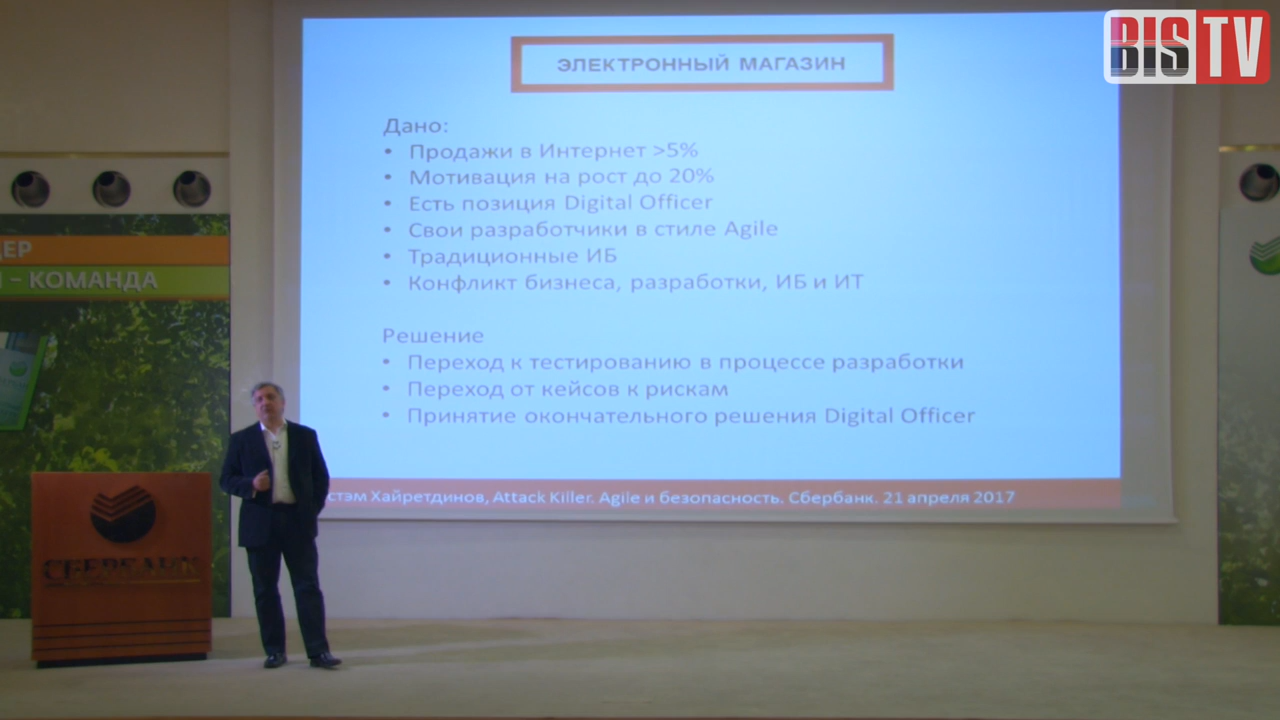 BIS TV
ЭЛЕКТРОННЫЙ МАГАЗИН
Дано:
• Продажи в Интернет >5%
• Мотивация на рост до 20%
• Есть позиция Digital Officer
• Свои разработчики в стиле Agile
• Традиционные ИБ
• Конфликт бизнеса, разработки, ИБ и ИТ
Решение
• Переход к тестированию в процессе разработки
• Переход от кейсов к рискам
• Принятие окончательного решения Digital Officer
стэм Хайретдинов, Attack Killer. Agile и безопасность. Сбербанк. 21 апреля 2017
ДЕР
– КОМАНДА
СБЕРБАНК